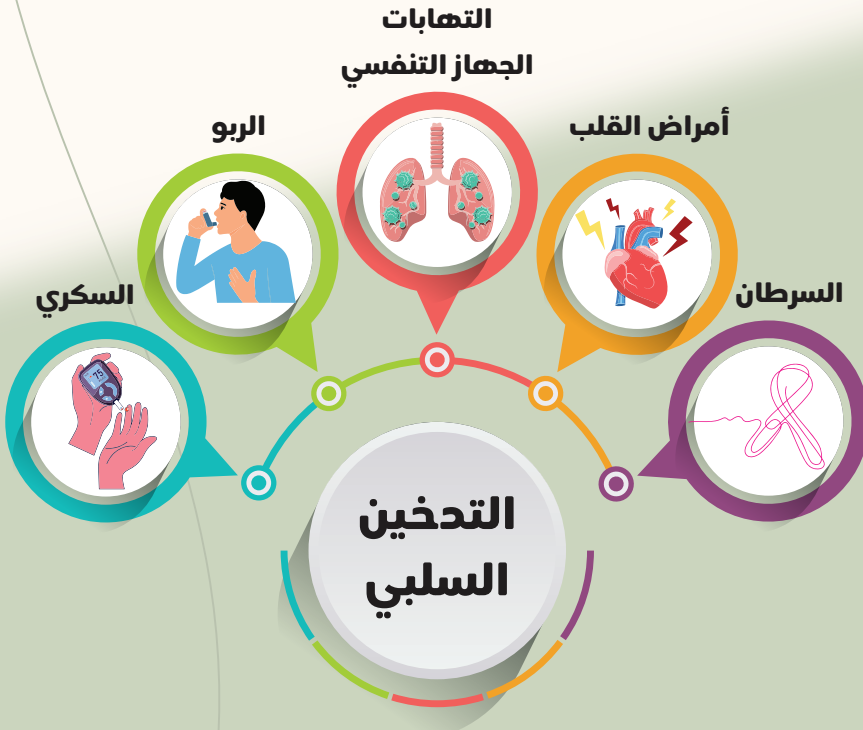 التهابات
الجهاز التنفسي
أمراض القلب
الربو
السرطان
السكري
75
التدخين
السلبي